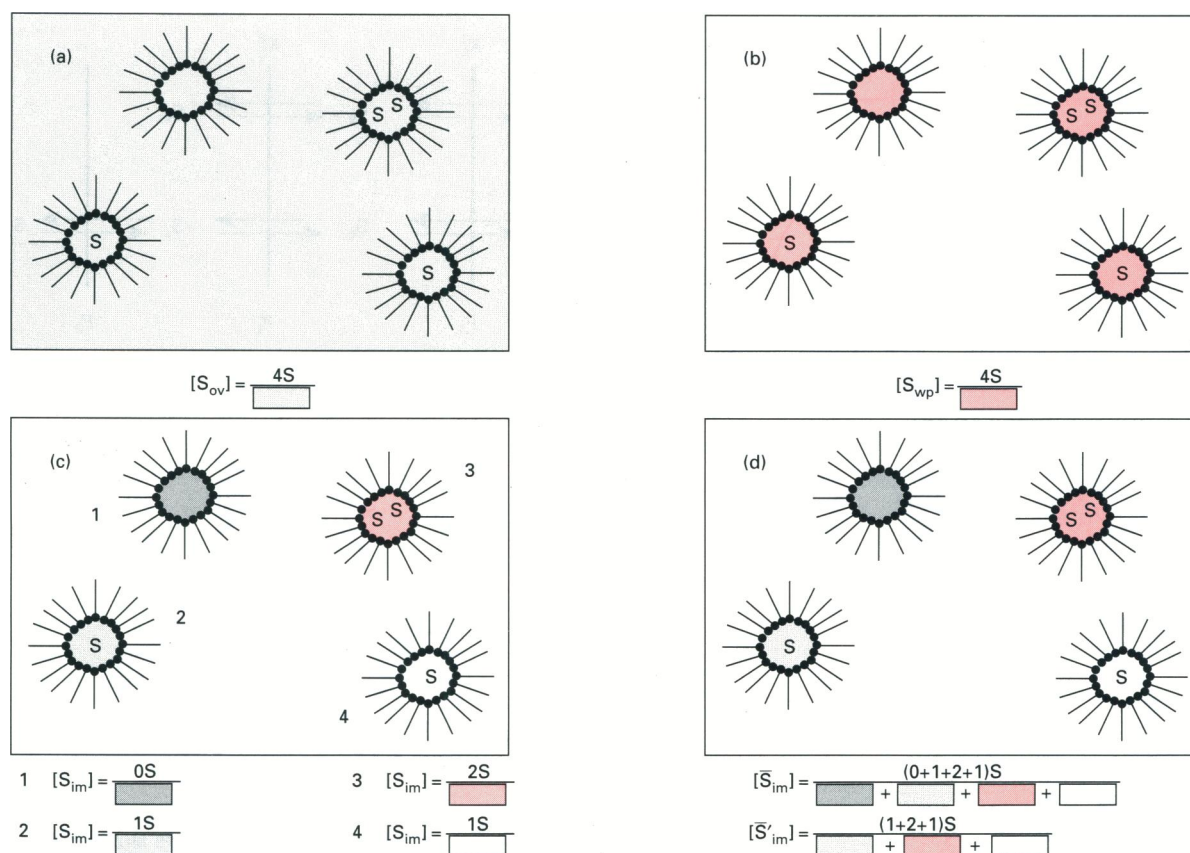 (a)
S S
S
S
[S_ov] = 4S
(b)
S S
S
S
[S_wp] = 4S
(c)
1
S S
3
S
2
S
4
1 [S_im] = 0S
3 [S_im] = 2S
2 [S_im] = 1S
4 [S_im] = 1S
(d)
S S
S
S
[S̅_im] = (0+1+2+1)S
+ + +
[S̅′_im] = (1+2+1)S
+ +